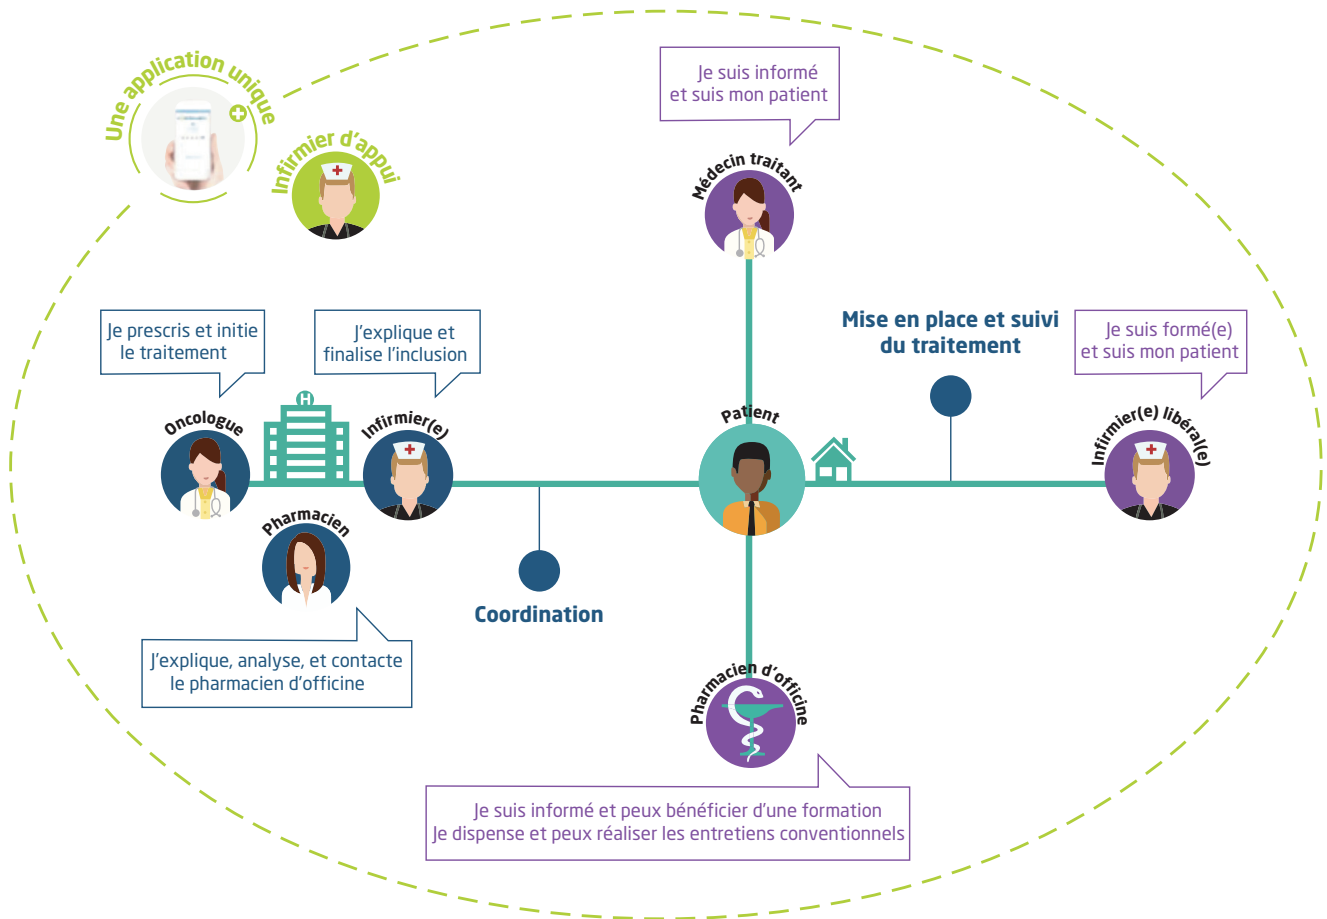 Une application unique
Infirmier d'appui
Je suis informé
et suis mon patient
Médecin traitant
Je prescris et initie
le traitement
J'explique et
finalise l'inclusion
Mise en place et suivi
du traitement
Je suis formé(e)
et suis mon patient
H
Oncologue
Infirmier(e)
Patient
Infirmier(e) libéral(e)
Pharmacien
Coordination
J'explique, analyse, et contacte
le pharmacien d'officine
Pharmacien d'officine
Je suis informé et peux bénéficier d'une formation
Je dispense et peux réaliser les entretiens conventionnels